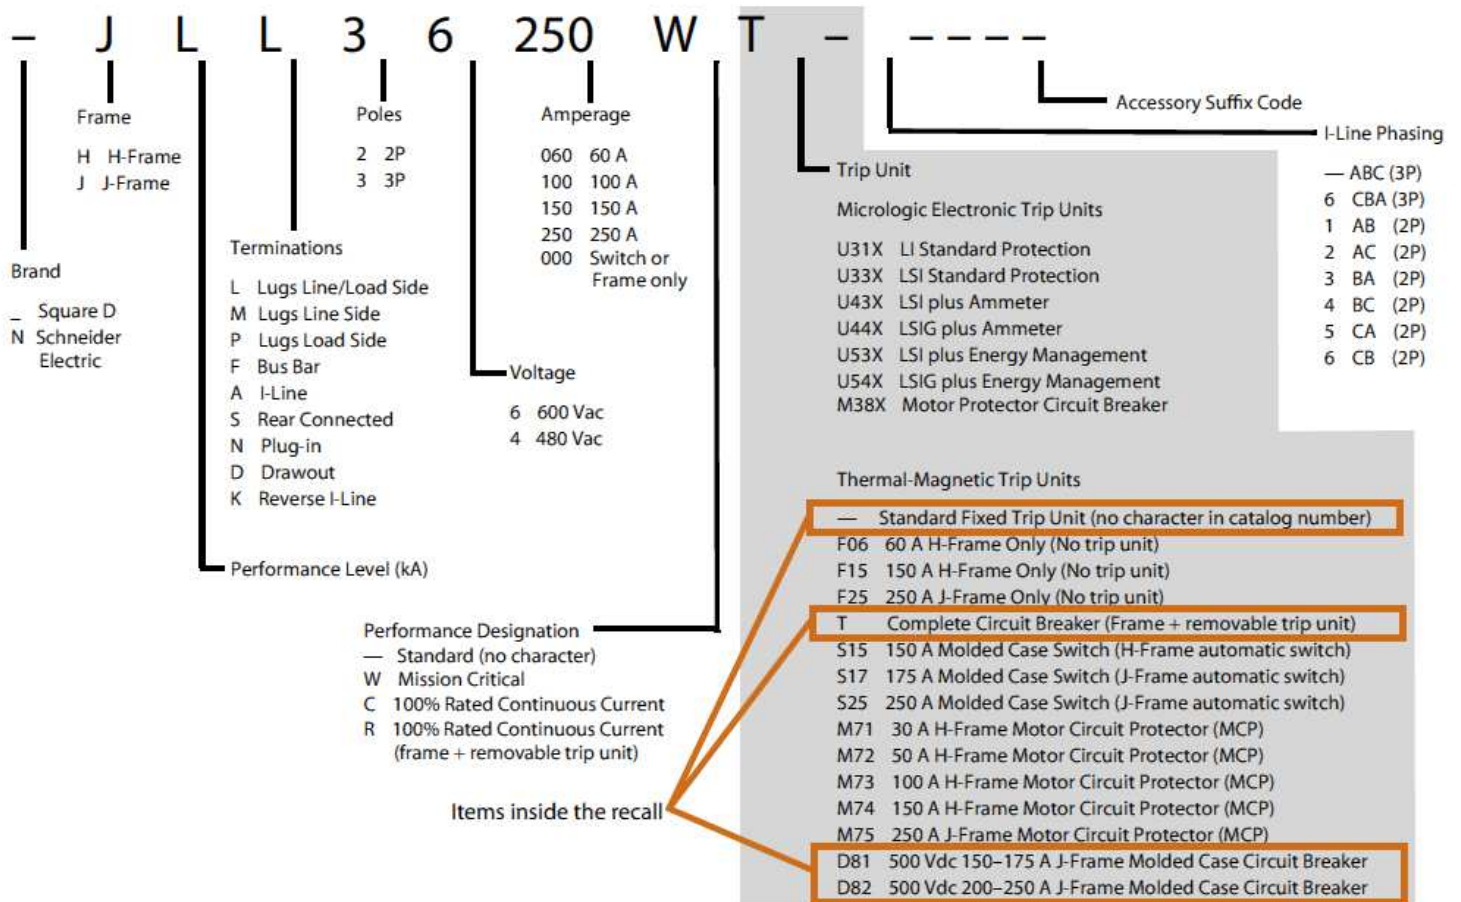 – J L L 3 6 250 W T – – – – –
Accessory Suffix Code
I-Line Phasing
— ABC (3P)
6 CBA (3P)
1 AB (2P)
2 AC (2P)
3 BA (2P)
4 BC (2P)
5 CA (2P)
6 CB (2P)
Frame
H H-Frame
J J-Frame
Poles
2 2P
3 3P
Amperage
060 60 A
100 100 A
150 150 A
250 250 A
000 Switch or
Frame only
Brand
_ Square D
N Schneider
Electric
Terminations
L Lugs Line/Load Side
M Lugs Line Side
P Lugs Load Side
F Bus Bar
A I-Line
S Rear Connected
N Plug-in
D Drawout
K Reverse I-Line
Voltage
6 600 Vac
4 480 Vac
Performance Level (kA)
Performance Designation
— Standard (no character)
W Mission Critical
C 100% Rated Continuous Current
R 100% Rated Continuous Current
(frame + removable trip unit)
Items inside the recall
Trip Unit
Micrologic Electronic Trip Units
U31X LI Standard Protection
U33X LSI Standard Protection
U43X LSI plus Ammeter
U44X LSIG plus Ammeter
U53X LSI plus Energy Management
U54X LSIG plus Energy Management
M38X Motor Protector Circuit Breaker
Thermal-Magnetic Trip Units
— Standard Fixed Trip Unit (no character in catalog number)
F06 60 A H-Frame Only (No trip unit)
F15 150 A H-Frame Only (No trip unit)
F25 250 A J-Frame Only (No trip unit)
T Complete Circuit Breaker (Frame + removable trip unit)
S15 150 A Molded Case Switch (H-Frame automatic switch)
S17 175 A Molded Case Switch (J-Frame automatic switch)
S25 250 A Molded Case Switch (J-Frame automatic switch)
M71 30 A H-Frame Motor Circuit Protector (MCP)
M72 50 A H-Frame Motor Circuit Protector (MCP)
M73 100 A H-Frame Motor Circuit Protector (MCP)
M74 150 A H-Frame Motor Circuit Protector (MCP)
M75 250 A J-Frame Motor Circuit Protector (MCP)
D81 500 Vdc 150–175 A J-Frame Molded Case Circuit Breaker
D82 500 Vdc 200–250 A J-Frame Molded Case Circuit Breaker